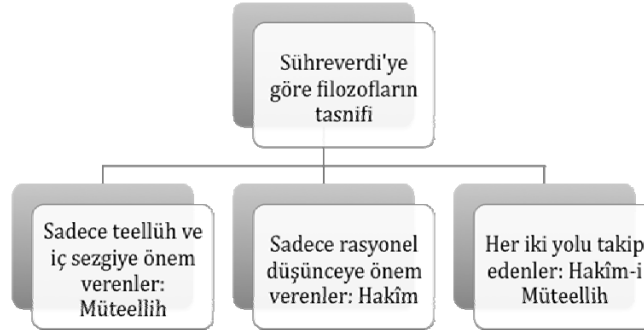 Sühreverdi'ye
göre filozofların
tasnifi
Sadece teellüh ve
iç sezgiye önem
verenler:
Müteellih
Sadece rasyonel
düşünceye önem
verenler: Hakîm
Her iki yolu takip
edenler: Hakîm-i
Müteellih